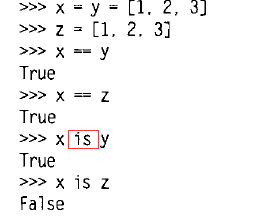 >>> x = y = [1, 2, 3]
>>> z = [1, 2, 3]
>>> x == y
True
>>> x == z
True
>>> x is y
True
>>> x is z
False